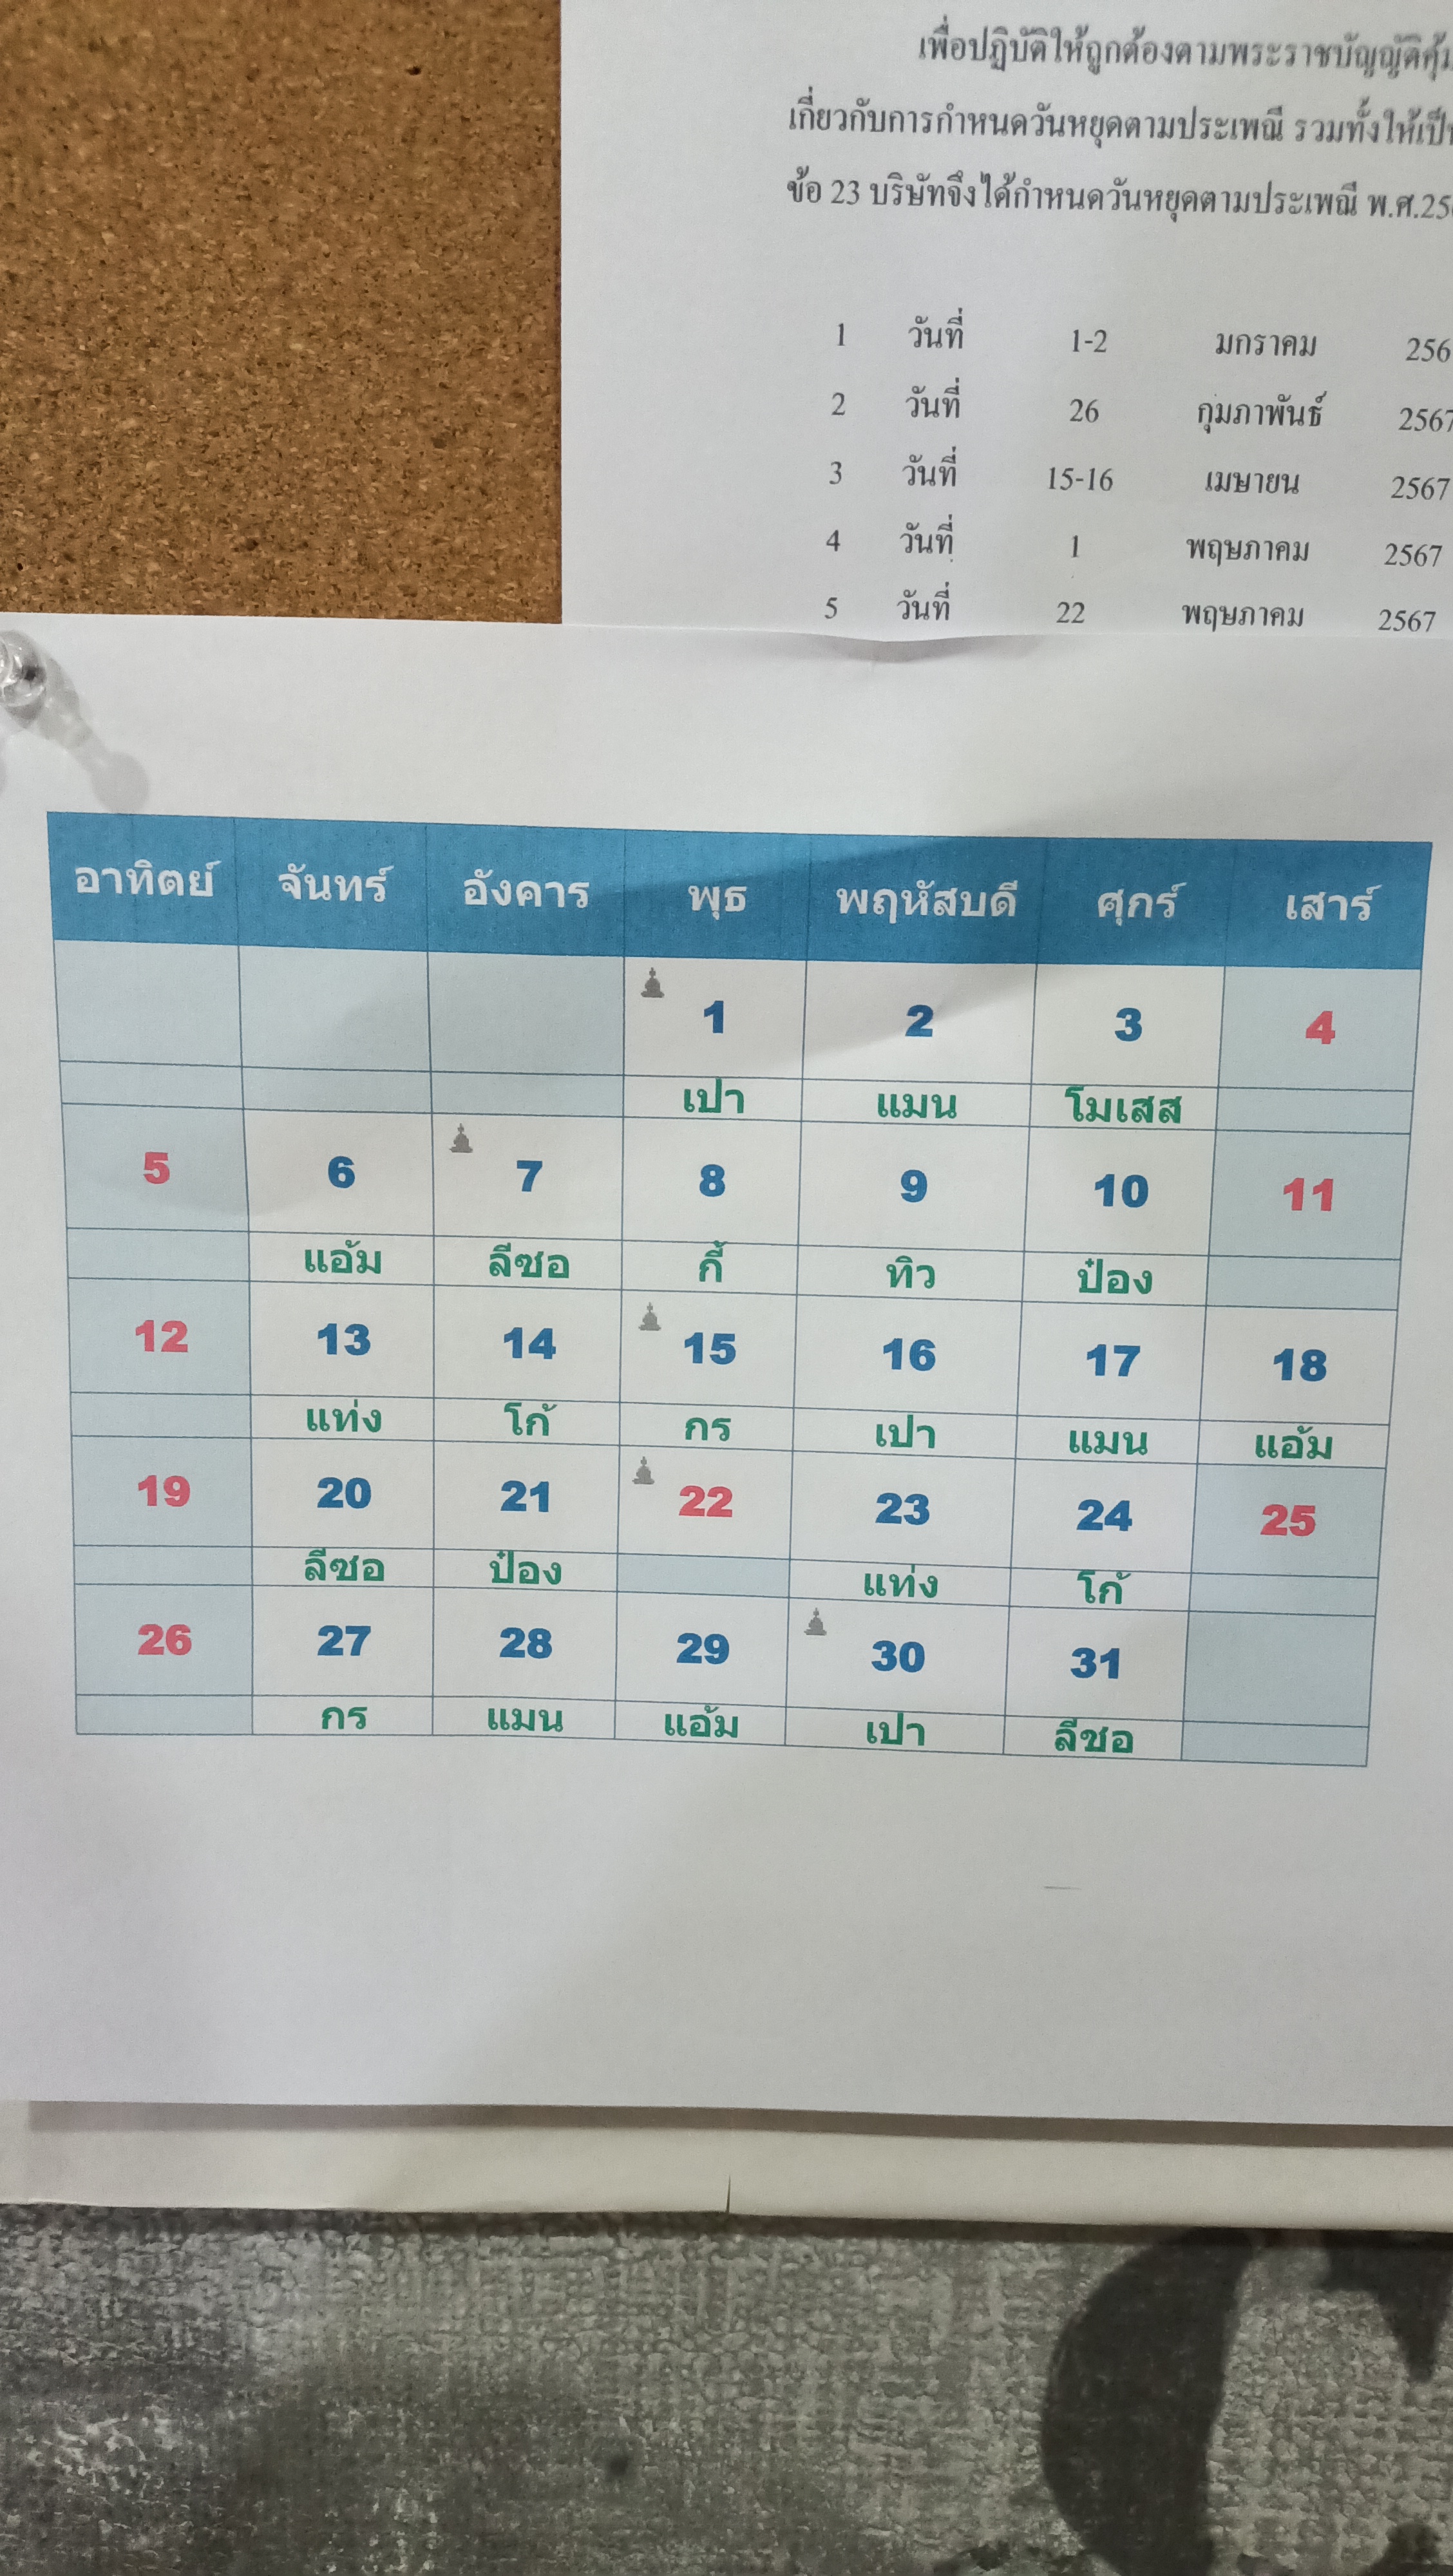 เพื่อปฏิบัติให้ถูกต้องตามพระราชบัญญัติคุ้ม
เกี่ยวกับการกำหนดวันหยุดตามประเพณี รวมทั้งให้เป็น
ข้อ 23 บริษัทจึงได้กำหนดวันหยุดตามประเพณี พ.ศ.256
1 วันที่ 1-2 มกราคม 256
2 วันที่ 26 กุมภาพันธ์ 2567
3 วันที่ 15-16 เมษายน 2567
4 วันที่ 1 พฤษภาคม 2567
5 วันที่ 22 พฤษภาคม 2567
อาทิตย์ จันทร์ อังคาร พุธ พฤหัสบดี ศุกร์ เสาร์
1 2 3 4
เปา แมน โมเสส
5 6 7 8 9 10 11
แอ้ม ลีซอ กี้ ทิว ป๋อง
12 13 14 15 16 17 18
แท่ง โก้ กร เปา แมน แอ้ม
19 20 21 22 23 24 25
ลีซอ ป๋อง แท่ง โก้
26 27 28 29 30 31
กร แมน แอ้ม เปา ลีซอ